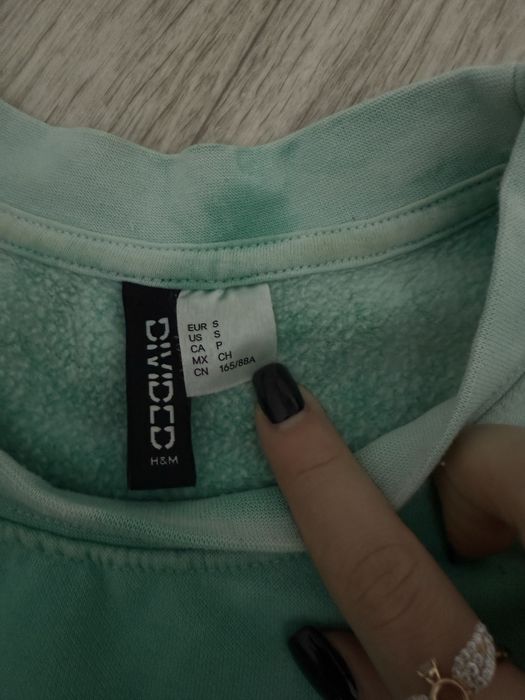 DIVIDED
H&M
EUR S
US S
CA P
MX CH
CN 165/88A